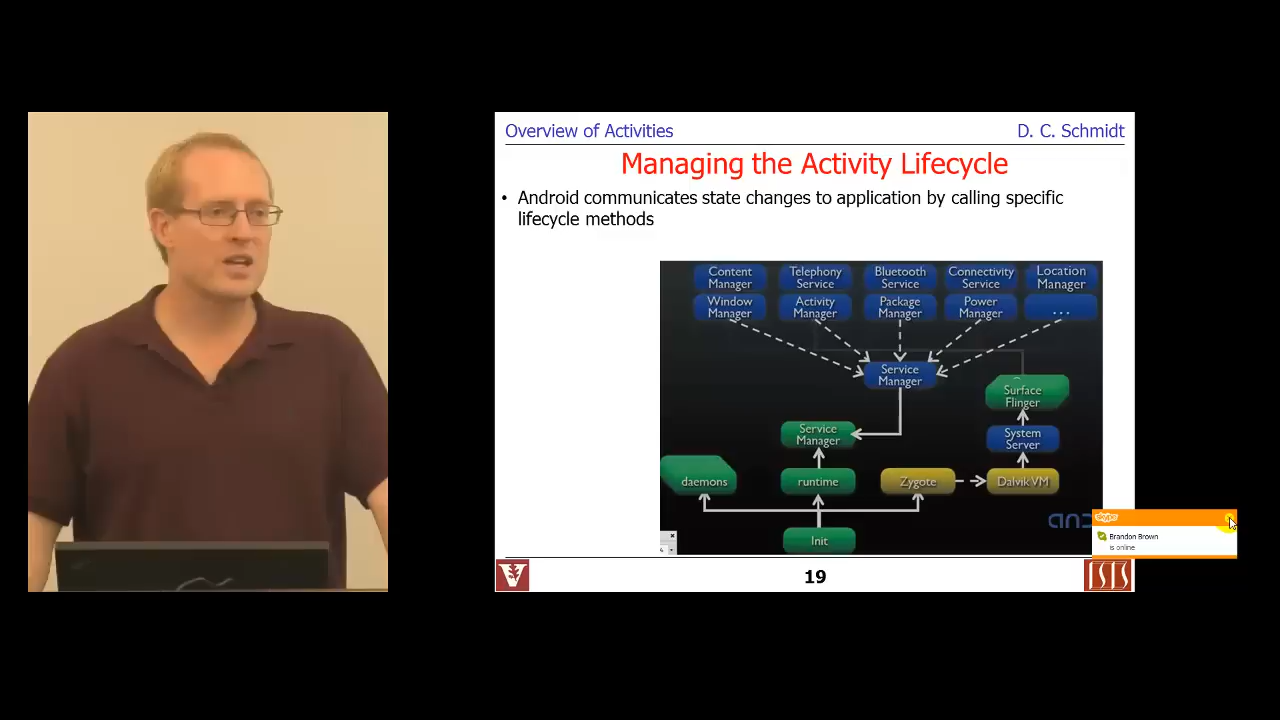 Overview of Activities
D. C. Schmidt
Managing the Activity Lifecycle
• Android communicates state changes to application by calling specific
lifecycle methods
Content
Manager
Telephony
Service
Bluetooth
Service
Connectivity
Service
Location
Manager
Window
Manager
Activity
Manager
Package
Manager
Power
Manager
...
Service
Manager
Surface
Flinger
Service
Manager
System
Server
daemons
runtime
Zygote
Dalvik VM
Init
skype
Brandon Brown
is online
V
19
ISIS